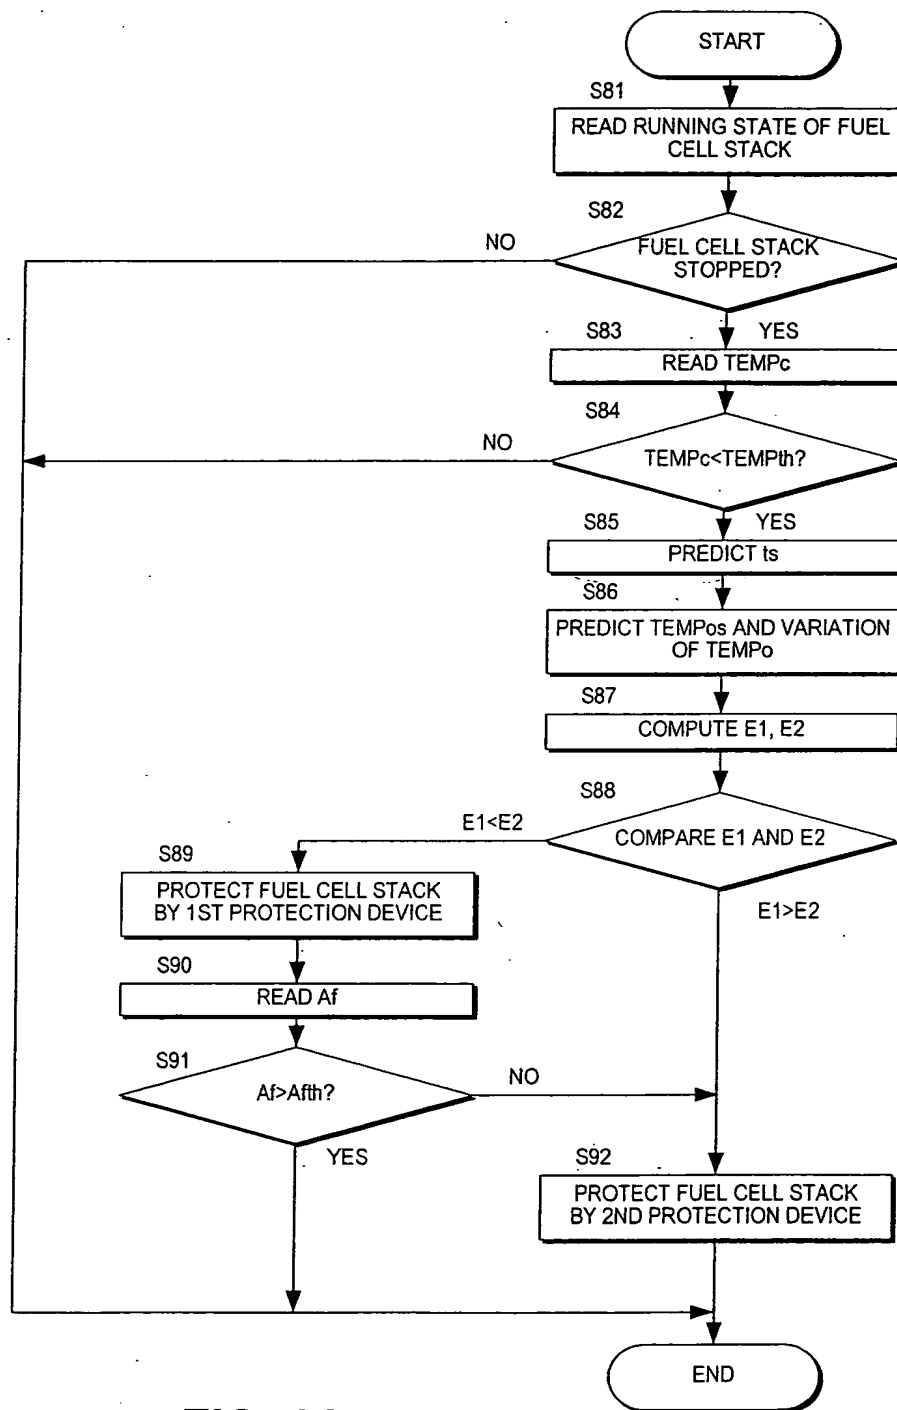 START
S81
READ RUNNING STATE OF FUEL
CELL STACK
S82
NO
FUEL CELL STACK
STOPPED?
S83
YES
READ TEMPc
S84
NO
TEMPc<TEMPth?
S85
YES
PREDICT ts
S86
PREDICT TEMPos AND VARIATION
OF TEMPo
S87
COMPUTE E1, E2
S88
E1<E2
COMPARE E1 AND E2
S89
PROTECT FUEL CELL STACK
BY 1ST PROTECTION DEVICE
E1>E2
S90
READ Af
S91
Af>Afth?
NO
YES
S92
PROTECT FUEL CELL STACK
BY 2ND PROTECTION DEVICE
END